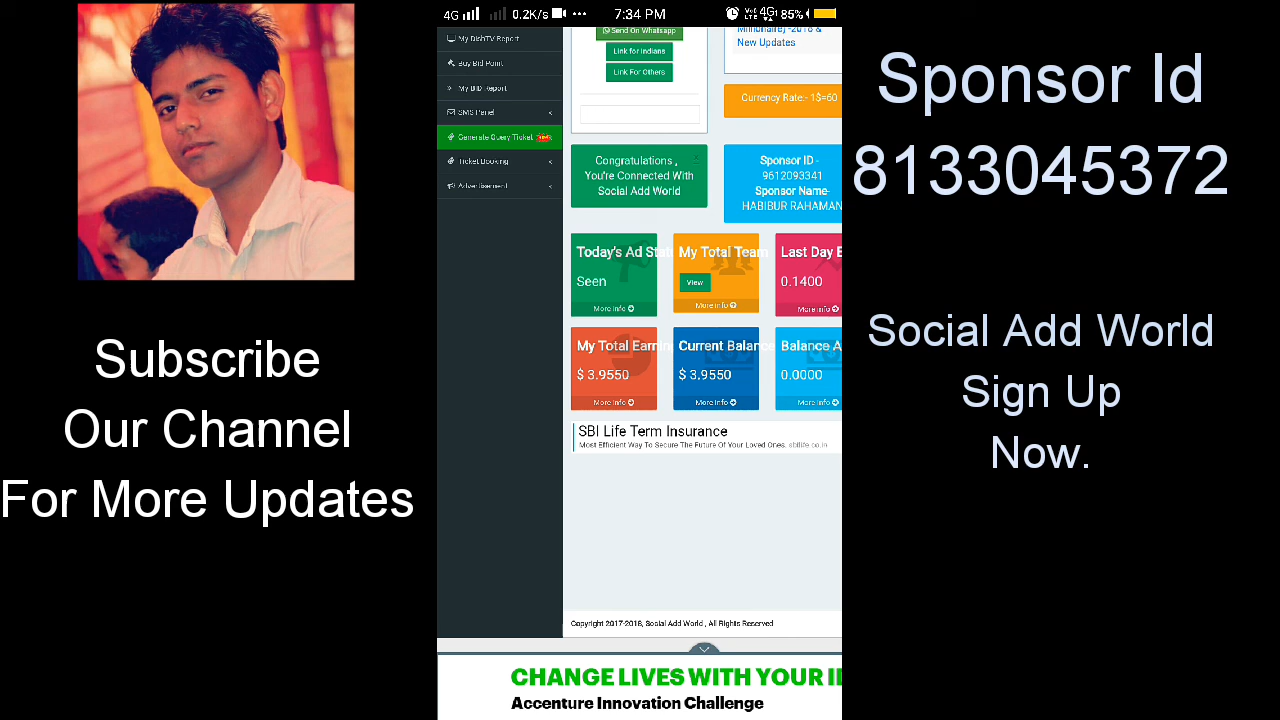 Subscribe
Our Channel
For More Updates
4G 0.2K/s 7:34 PM 4G 85%
My DishTV Report
Buy Bid Point
My BID Report
SMS Panel
Generate Query Ticket
Ticket Booking
Advertisement
Send On Whatsapp
Link for Indians
Link For Others
-2018 &
New Updates
Currency Rate:- 1$=60
Congratulations ,
You're Connected With
Social Add World
Sponsor ID -
9612093341
Sponsor Name-
HABIBUR RAHAMAN
Today's Ad
Seen
More Info
My Total Team
View
More Info
Last Day
0.1400
More Info
My Total
$ 3.9550
More Info
Current Balance
$ 3.9550
More Info
Balance
0.0000
More Info
SBI Life Term Insurance
Most Efficient Way To Secure The Future Of Your Loved Ones. sbilife.co.in
Copyright 2017-2018, Social Add World , All Rights Reserved
CHANGE LIVES WITH YOUR
Accenture Innovation Challenge
Sponsor Id
8133045372
Social Add World
Sign Up
Now.